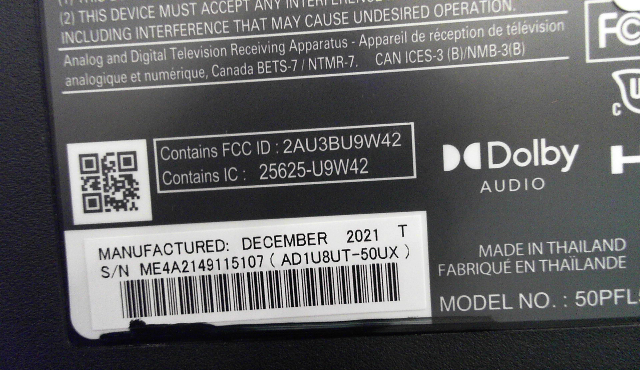 (2) THIS DEVICE MUST ACCEPT ANY INTERFERENCE
INCLUDING INTERFERENCE THAT MAY CAUSE UNDESIRED OPERATION.
Analog and Digital Television Receiving Apparatus - Appareil de réception de télévision
analogique et numérique, Canada BETS-7 / NTMR-7. CAN ICES-3 (B)/NMB-3(B)
FC
Contains FCC ID : 2AU3BU9W42
Contains IC : 25625-U9W42
Dolby
AUDIO
MANUFACTURED: DECEMBER 2021 T
S/N ME4A2149115107 ( AD1U8UT-50UX )
MADE IN THAILAND
FABRIQUÉ EN THAÏLANDE
MODEL NO. : 50PFL5